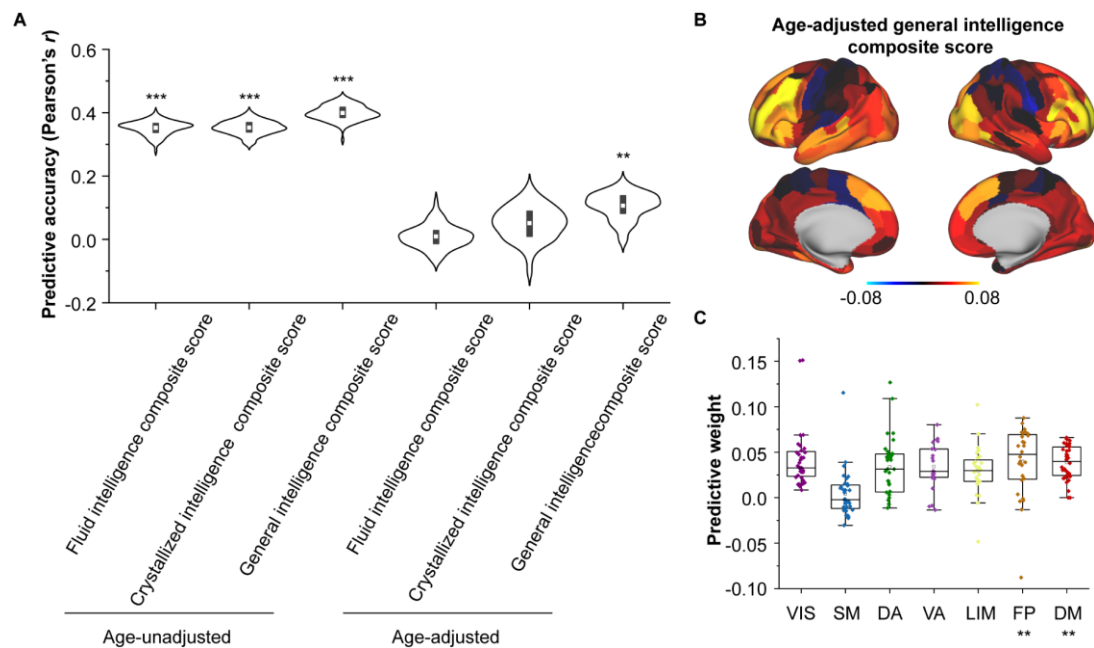 A
Predictive accuracy (Pearson's r)
0.6
0.4
0.2
0.0
-0.2
***
***
***
**
Fluid intelligence composite score
Crystallized intelligence composite score
General intelligence composite score
Fluid intelligence composite score
Crystallized intelligence composite score
General intelligencecomposite score
Age-unadjusted
Age-adjusted
B
Age-adjusted general intelligence
composite score
-0.08
0.08
C
Predictive weight
0.15
0.10
0.05
0.0
-0.05
-0.10
VIS SM DA VA LIM FP DM
** **